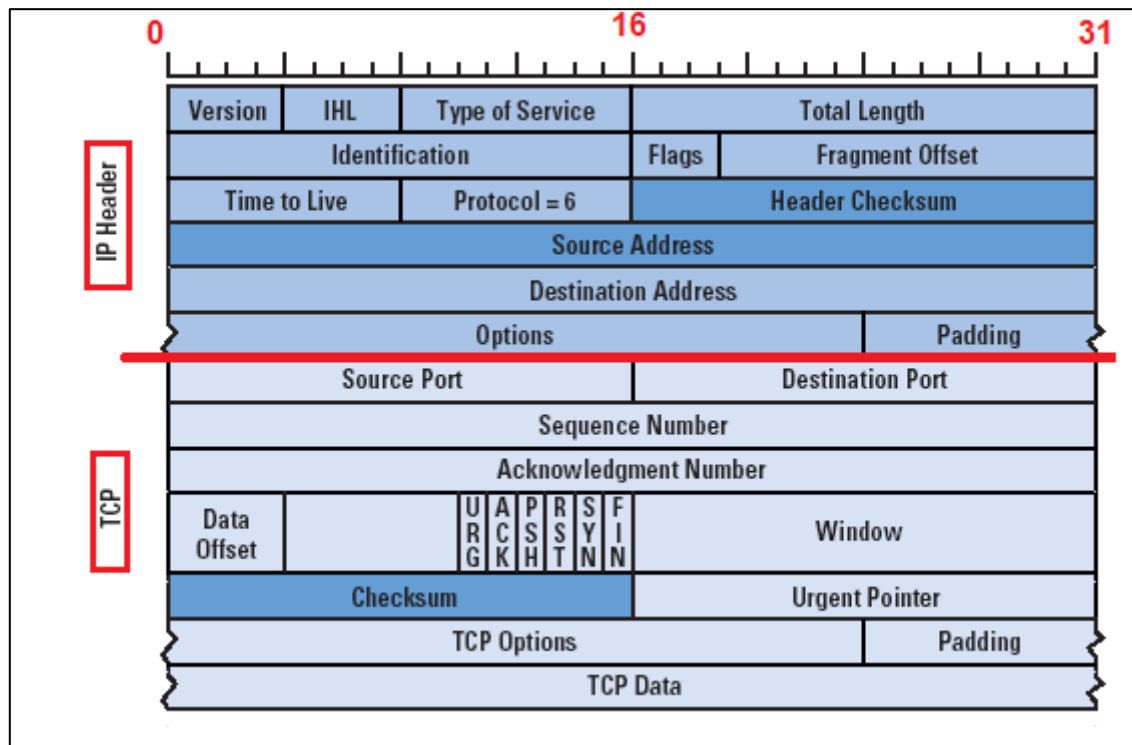 0 16 31
Version IHL Type of Service Total Length
Identification Flags Fragment Offset
Time to Live Protocol = 6 Header Checksum
IP Header
Source Address
Destination Address
Options Padding
Source Port Destination Port
Sequence Number
Acknowledgment Number
TCP
Data Offset URG ACK PSH RST SYN FIN Window
Checksum Urgent Pointer
TCP Options Padding
TCP Data